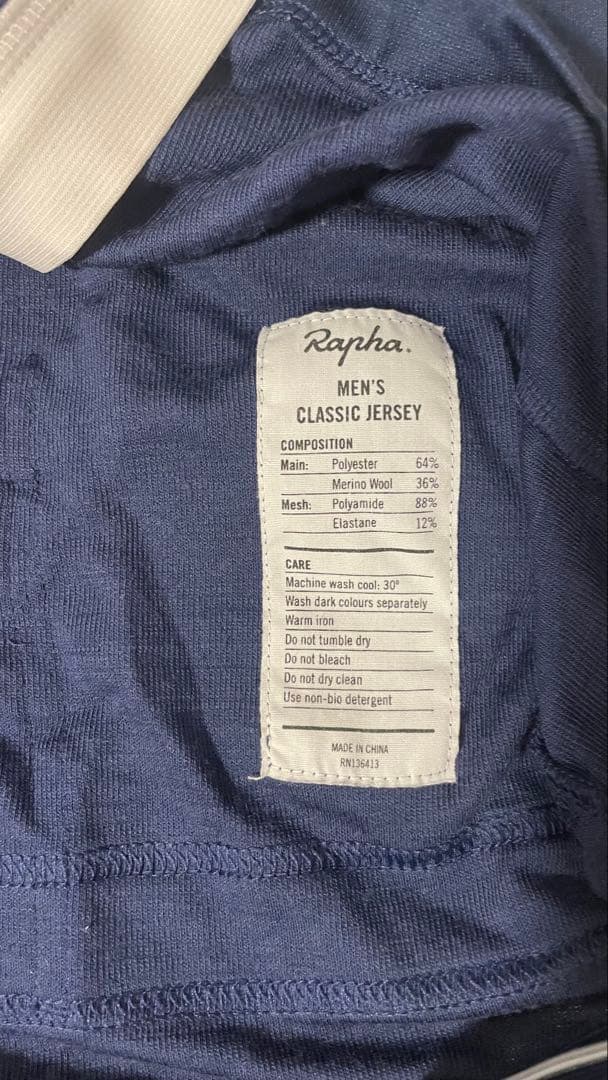 Rapha.
MEN'S
CLASSIC JERSEY
COMPOSITION
Main: Polyester 64%
Merino Wool 36%
Mesh: Polyamide 88%
Elastane 12%
CARE
Machine wash cool: 30°
Wash dark colours separately
Warm iron
Do not tumble dry
Do not bleach
Do not dry clean
Use non-bio detergent
MADE IN CHINA
RN136413